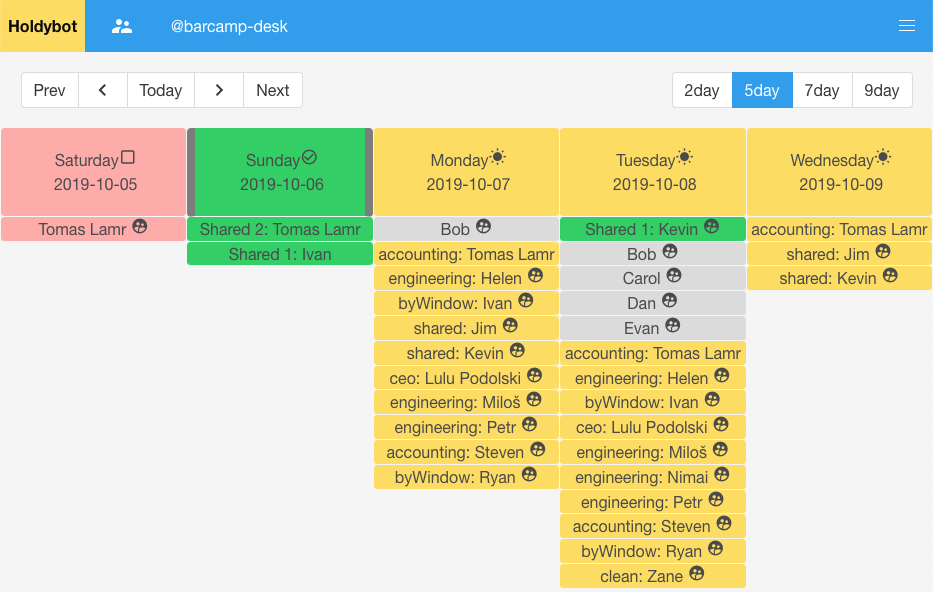 Holdybot @barcamp-desk
Prev Today Next 2day 5day 7day 9day
Saturday
2019-10-05
Tomas Lamr
Sunday
2019-10-06
Shared 2: Tomas Lamr
Shared 1: Ivan
Monday
2019-10-07
Bob
accounting: Tomas Lamr
engineering: Helen
byWindow: Ivan
shared: Jim
shared: Kevin
ceo: Lulu Podolski
engineering: Miloš
engineering: Petr
accounting: Steven
byWindow: Ryan
Tuesday
2019-10-08
Shared 1: Kevin
Bob
Carol
Dan
Evan
accounting: Tomas Lamr
engineering: Helen
byWindow: Ivan
ceo: Lulu Podolski
engineering: Miloš
engineering: Nimai
engineering: Petr
accounting: Steven
byWindow: Ryan
clean: Zane
Wednesday
2019-10-09
accounting: Tomas Lamr
shared: Jim
shared: Kevin